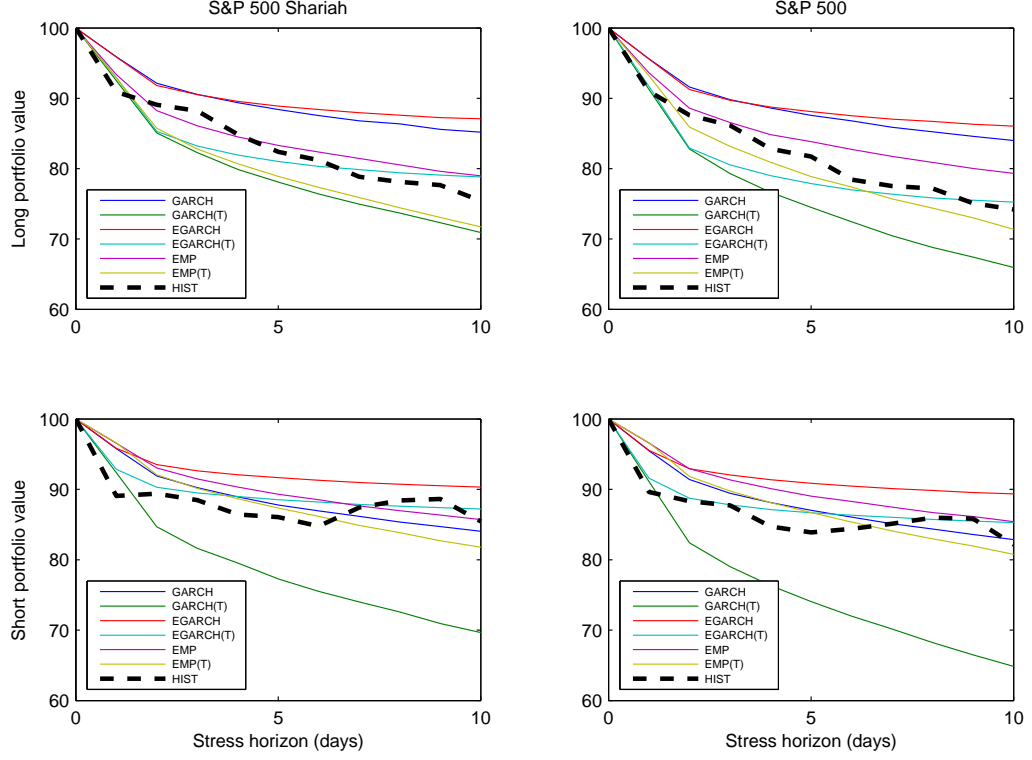 S&P 500 Shariah
100
90
80
70
60
Long portfolio value
GARCH
GARCH(T)
EGARCH
EGARCH(T)
EMP
EMP(T)
HIST
0
5
10
S&P 500
100
90
80
70
60
GARCH
GARCH(T)
EGARCH
EGARCH(T)
EMP
EMP(T)
HIST
0
5
10
100
90
80
70
60
Short portfolio value
GARCH
GARCH(T)
EGARCH
EGARCH(T)
EMP
EMP(T)
HIST
0
5
10
Stress horizon (days)
100
90
80
70
60
GARCH
GARCH(T)
EGARCH
EGARCH(T)
EMP
EMP(T)
HIST
0
5
10
Stress horizon (days)